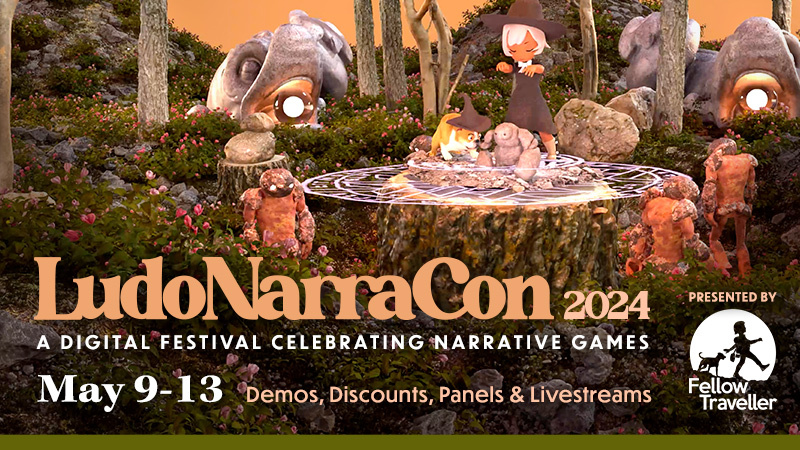 LudoNarraCon 2024
A DIGITAL FESTIVAL CELEBRATING NARRATIVE GAMES
May 9-13 Demos, Discounts, Panels & Livestreams
PRESENTED BY
Fellow
Traveller